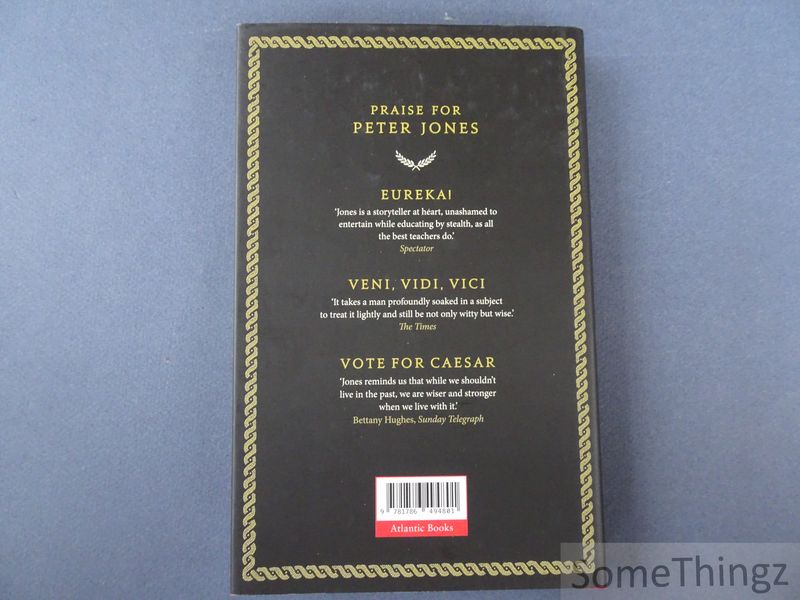 PRAISE FOR
PETER JONES
EUREKA!
'Jones is a storyteller at heart, unashamed to
entertain while educating by stealth, as all
the best teachers do.'
Spectator
VENI, VIDI, VICI
'It takes a man profoundly soaked in a subject
to treat it lightly and still be not only witty but wise.'
The Times
VOTE FOR CAESAR
'Jones reminds us that while we shouldn't
live in the past, we are wiser and stronger
when we live with it.'
Bettany Hughes, Sunday Telegraph
9 781786 494801
Atlantic Books
SomeThingz